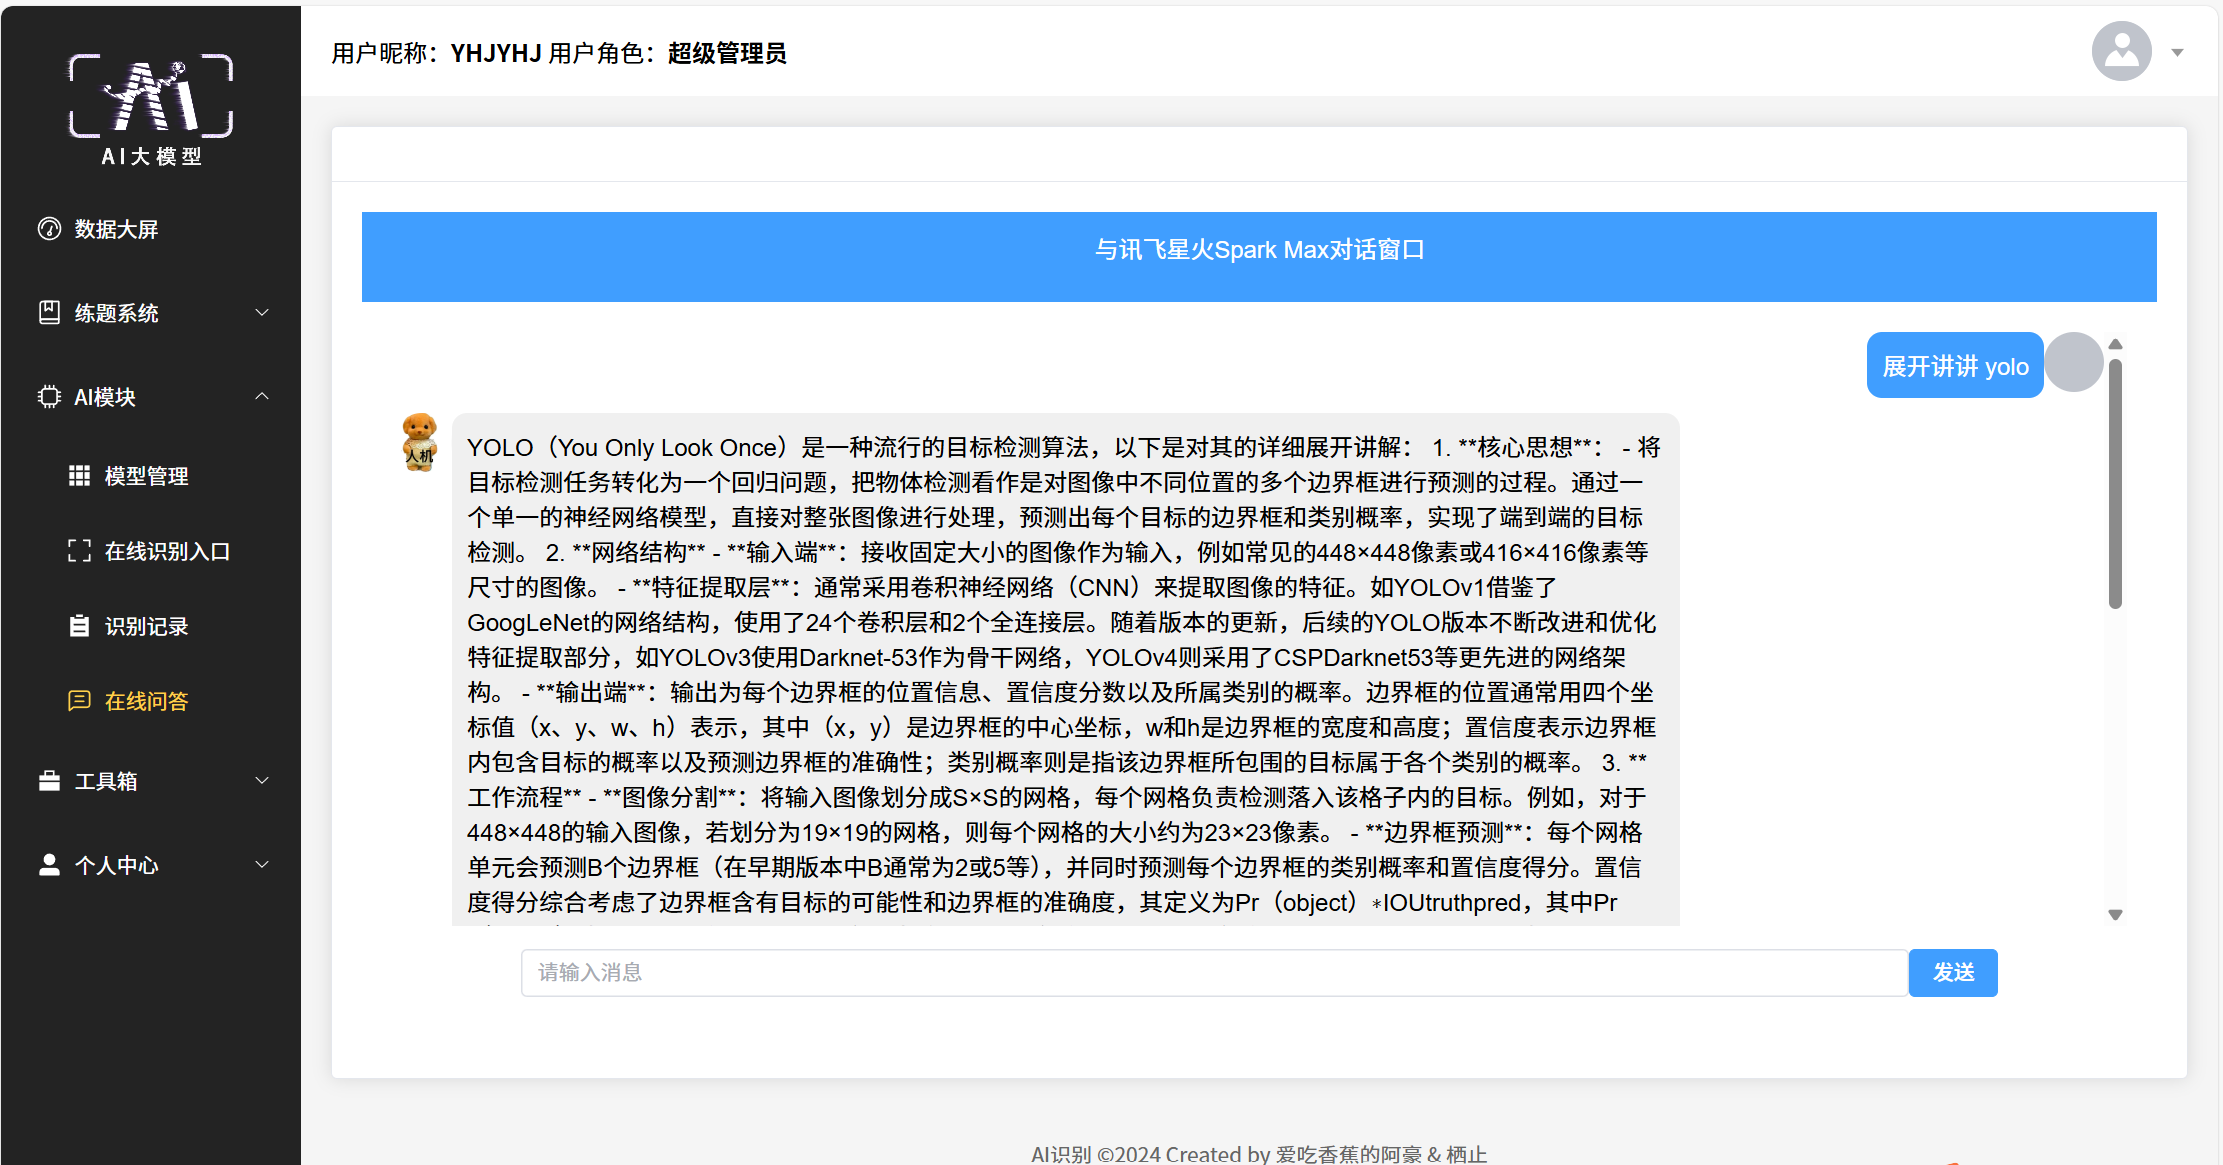 用户昵称：YHJYHJ 用户角色：超级管理员
AI大模型
数据大屏
练题系统
AI模块
模型管理
在线识别入口
识别记录
在线问答
工具箱
个人中心
与讯飞星火Spark Max对话窗口
展开讲讲 yolo
人机
YOLO（You Only Look Once）是一种流行的目标检测算法，以下是对其的详细展开讲解： 1. **核心思想**： - 将
目标检测任务转化为一个回归问题，把物体检测看作是对图像中不同位置的多个边界框进行预测的过程。通过一
个单一的神经网络模型，直接对整张图像进行处理，预测出每个目标的边界框和类别概率，实现了端到端的目标
检测。 2. **网络结构** - **输入端**：接收固定大小的图像作为输入，例如常见的448×448像素或416×416像素等
尺寸的图像。 - **特征提取层**：通常采用卷积神经网络（CNN）来提取图像的特征。如YOLOv1借鉴了
GoogLeNet的网络结构，使用了24个卷积层和2个全连接层。随着版本的更新，后续的YOLO版本不断改进和优化
特征提取部分，如YOLOv3使用Darknet-53作为骨干网络，YOLOv4则采用了CSPDarknet53等更先进的网络架
构。 - **输出端**：输出为每个边界框的位置信息、置信度分数以及所属类别的概率。边界框的位置通常用四个坐
标值（x、y、w、h）表示，其中（x，y）是边界框的中心坐标，w和h是边界框的宽度和高度；置信度表示边界框
内包含目标的概率以及预测边界框的准确性；类别概率则是指该边界框所包围的目标属于各个类别的概率。 3. **
工作流程** - **图像分割**：将输入图像划分成S×S的网格，每个网格负责检测落入该格子内的目标。例如，对于
448×448的输入图像，若划分为19×19的网格，则每个网格的大小约为23×23像素。 - **边界框预测**：每个网格
单元会预测B个边界框（在早期版本中B通常为2或5等），并同时预测每个边界框的类别概率和置信度得分。置信
度得分综合考虑了边界框含有目标的可能性和边界框的准确度，其定义为Pr（object）∗IOUtruthpred，其中Pr
请输入消息
发送
AI识别 ©2024 Created by 爱吃香蕉的阿豪 & 栖止